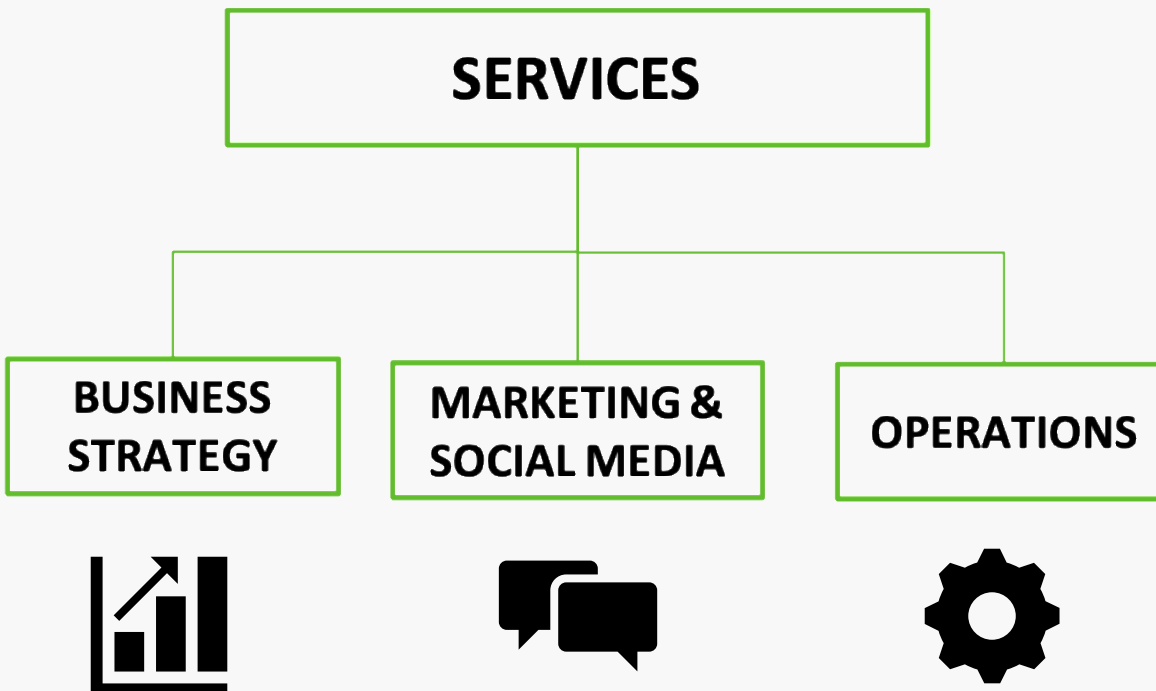 SERVICES
BUSINESS
STRATEGY
MARKETING &
SOCIAL MEDIA
OPERATIONS